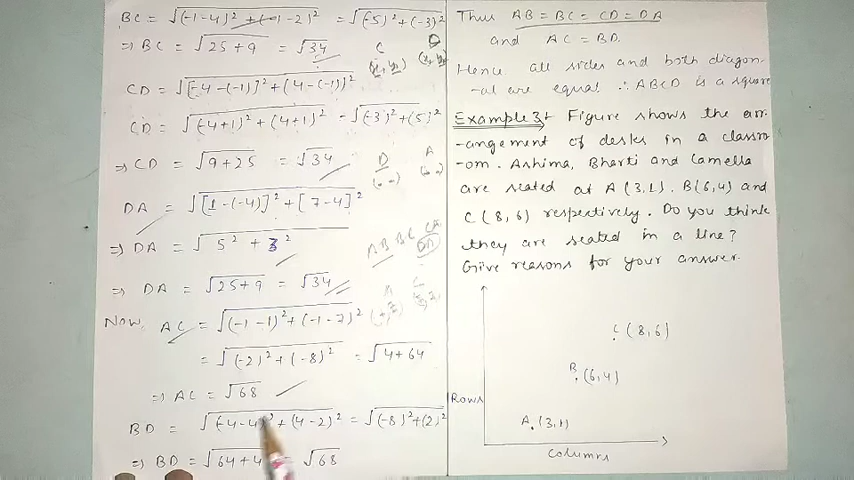 BC = √(-1-4)² + (-1-2)² = √(-5)² + (-3)²
⇒ BC = √25+9 = √34
C D
CD = √[-4-(-1)]² + (4-(-1))²
CD = √(-4+1)² + (4+1)² = √(-3)² + (5)²
⇒ CD = √9+25 = √34
D A
DA = √[1-(-4)]² + [7-4]²
⇒ DA = √5² + 3²
AB BC CD
DA
⇒ DA = √25+9 = √34
A C
Now, AC = √(-1-1)² + (-1-7)²
= √(-2)² + (-8)² = √4+64
⇒ AC = √68
BD = √(-4-4)² + (4-2)² = √(-8)² + (2)²
⇒ BD = √64+4 = √68
Thus AB = BC = CD = DA
and AC = BD.
Hence all sides and both diagon-
-al are equal ∴ ABCD is a square
Example 3:- Figure shows the arr-
-angement of desks in a classro-
-om. Ashima, Bharti and Camella
are seated at A(3,1). B(6,4) and
C(8,6) respectively. Do you think
they are seated in a line?
Give reasons for your answer.
C (8,6)
B (6,4)
Rows
A (3,1)
columns